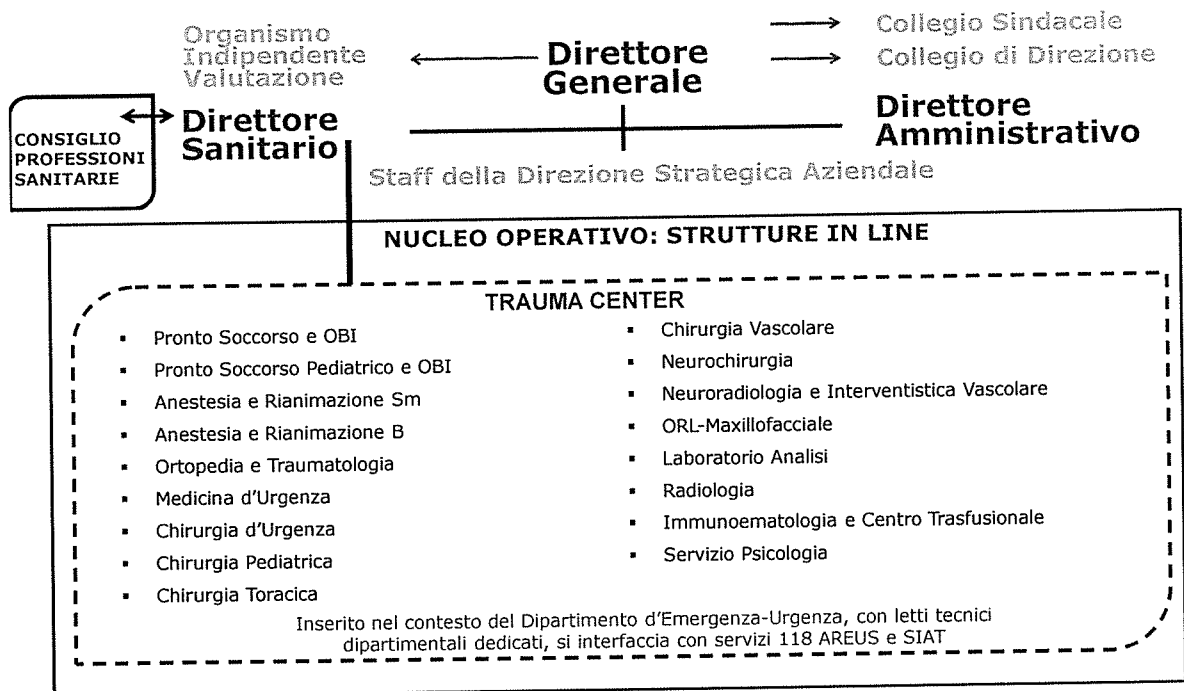 Organismo
Indipendente
Valutazione
Direttore
Generale
Collegio Sindacale
Collegio di Direzione
CONSIGLIO
PROFESSIONI
SANITARIE
Direttore
Sanitario
Direttore
Amministrativo
Staff della Direzione Strategica Aziendale
NUCLEO OPERATIVO: STRUTTURE IN LINE
TRAUMA CENTER
▪ Pronto Soccorso e OBI
▪ Pronto Soccorso Pediatrico e OBI
▪ Anestesia e Rianimazione Sm
▪ Anestesia e Rianimazione B
▪ Ortopedia e Traumatologia
▪ Medicina d'Urgenza
▪ Chirurgia d'Urgenza
▪ Chirurgia Pediatrica
▪ Chirurgia Toracica
▪ Chirurgia Vascolare
▪ Neurochirurgia
▪ Neuroradiologia e Interventistica Vascolare
▪ ORL-Maxillofacciale
▪ Laboratorio Analisi
▪ Radiologia
▪ Immunoematologia e Centro Trasfusionale
▪ Servizio Psicologia
Inserito nel contesto del Dipartimento d'Emergenza-Urgenza, con letti tecnici
dipartimentali dedicati, si interfaccia con servizi 118 AREUS e SIAT